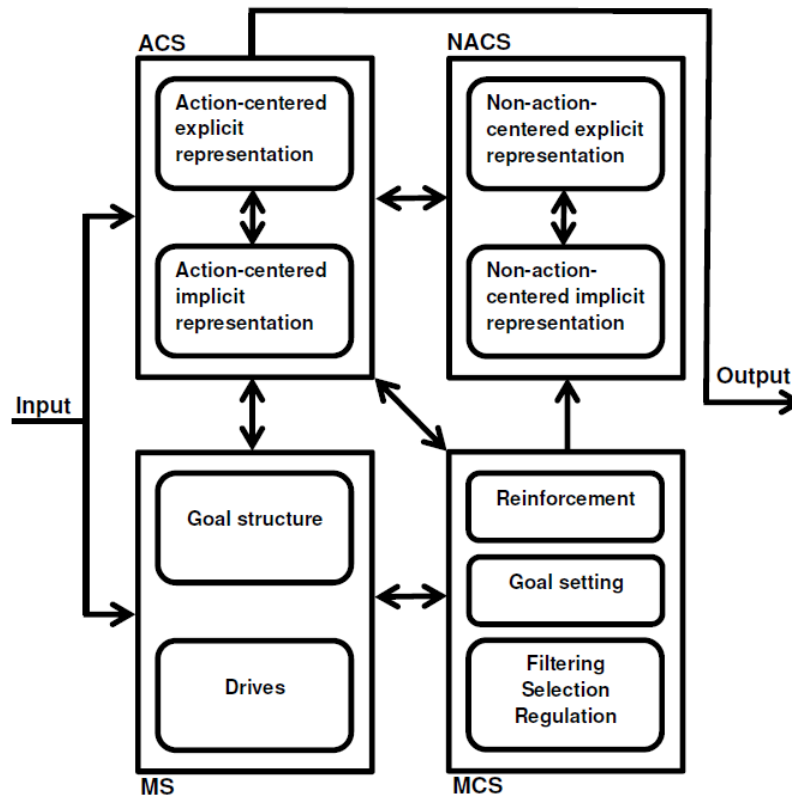 ACS
NACS
Action-centered
explicit
representation
Non-action-
centered explicit
representation
Action-centered
implicit
representation
Non-action-
centered implicit
representation
Input
Output
Goal structure
Reinforcement
Goal setting
Drives
Filtering
Selection
Regulation
MS
MCS